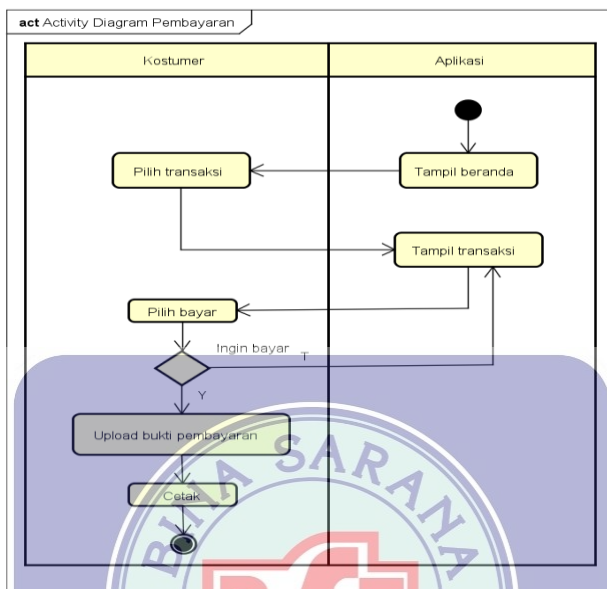 act Activity Diagram Pembayaran
Kostumer
Aplikasi
Pilih transaksi
Tampil beranda
Tampil transaksi
Pilih bayar
Ingin bayar
T
Y
Upload bukti pembayaran
Cetak
BINA SARANA